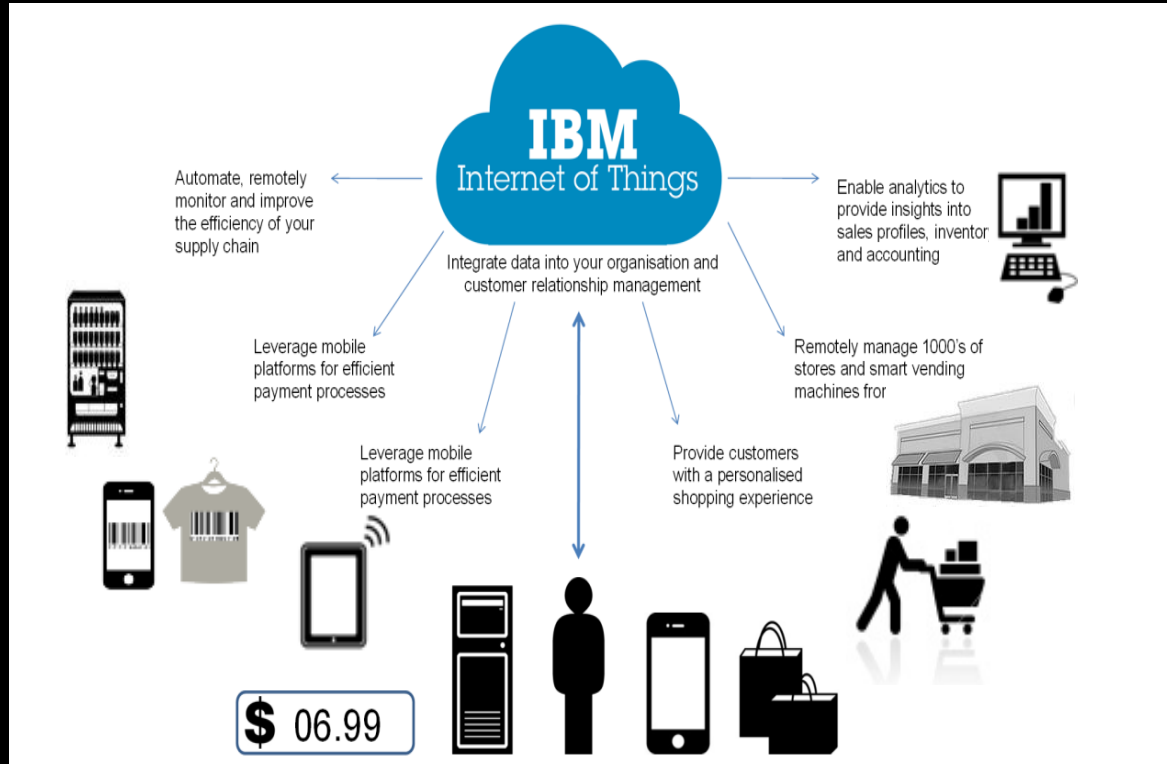 IBM
Internet of Things
Automate, remotely
monitor and improve
the efficiency of your
supply chain
Enable analytics to
provide insights into
sales profiles, inventor
and accounting
Integrate data into your organisation and
customer relationship management
Leverage mobile
platforms for efficient
payment processes
Remotely manage 1000's of
stores and smart vending
machines fror
Leverage mobile
platforms for efficient
payment processes
Provide customers
with a personalised
shopping experience
$ 06.99